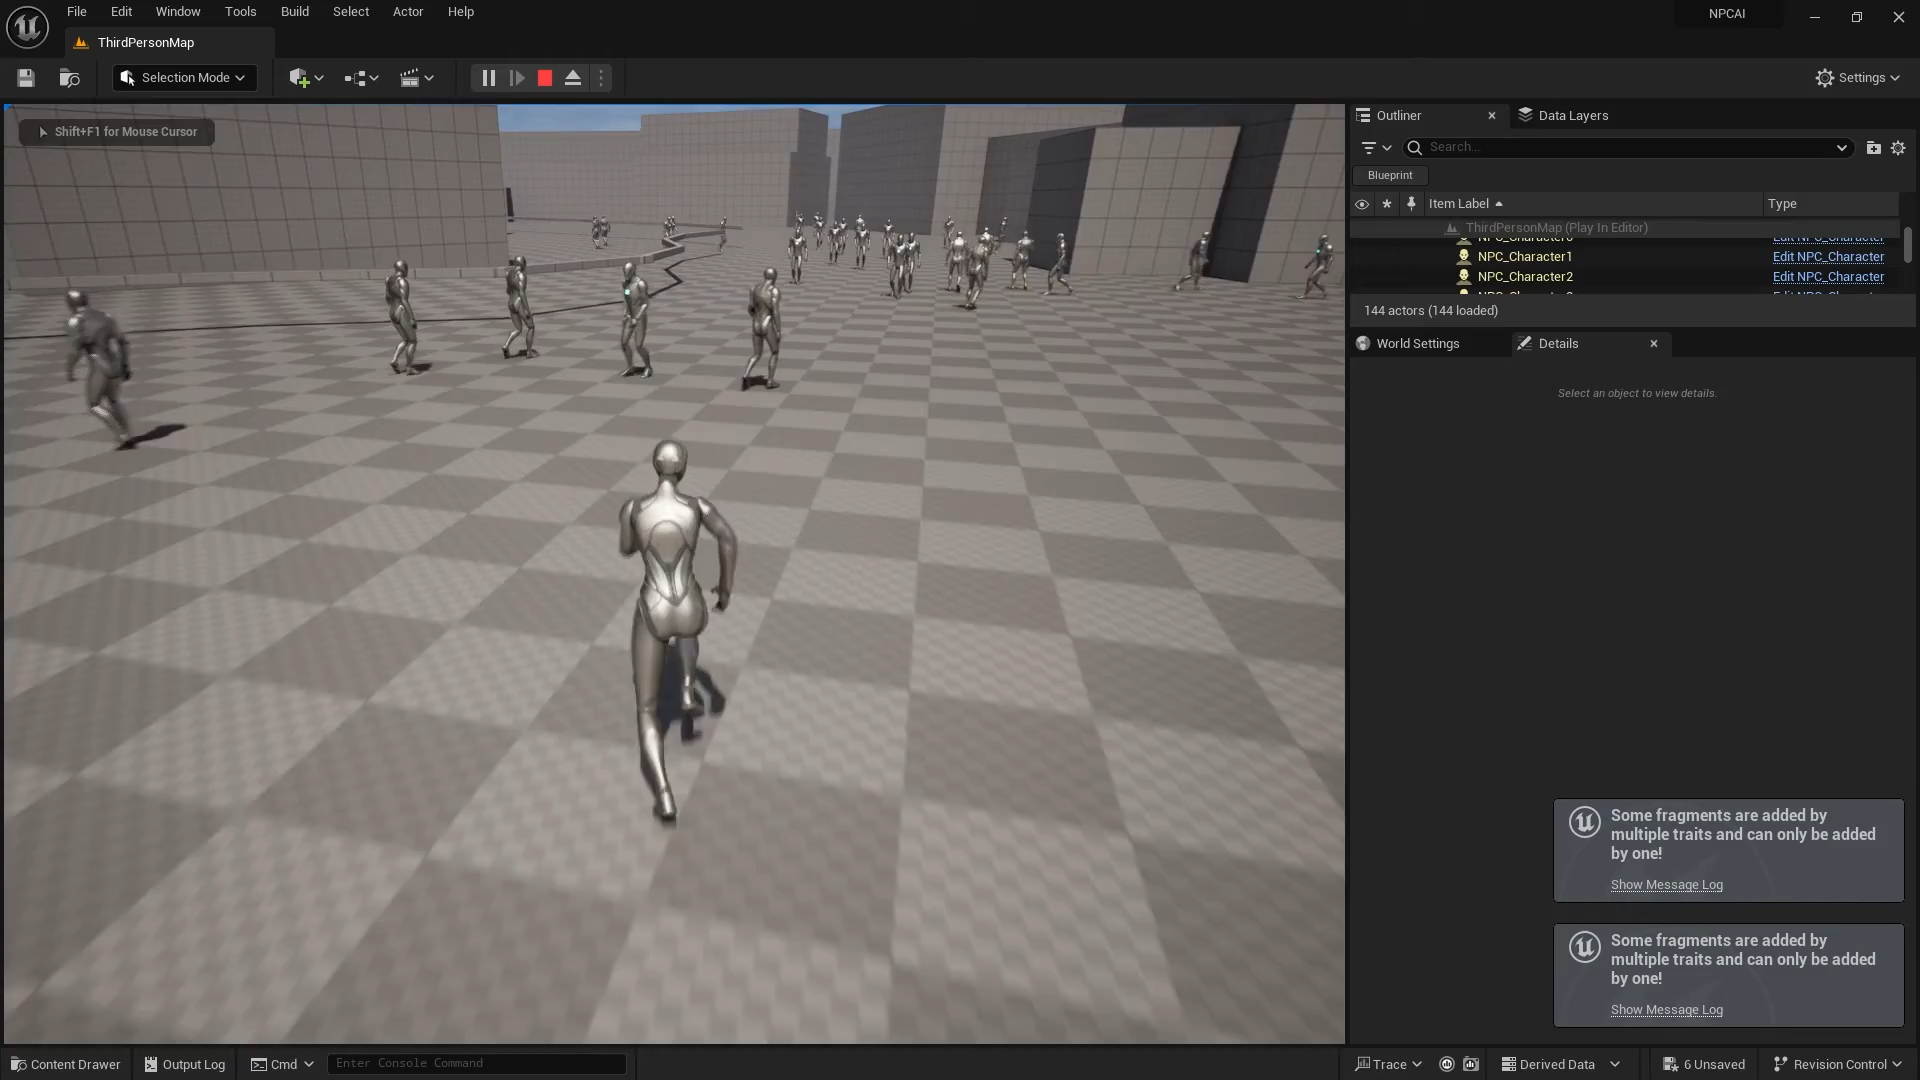 File Edit Window Tools Build Select Actor Help
NPCAI
ThirdPersonMap
Selection Mode
Settings
Shift+F1 for Mouse Cursor
Outliner
Data Layers
Search...
Blueprint
Item Label Type
ThirdPersonMap (Play In Editor)
NPC_Character1 Edit NPC_Character
NPC_Character2 Edit NPC_Character
144 actors (144 loaded)
World Settings
Details
Select an object to view details.
Some fragments are added by
multiple traits and can only be added
by one!
Show Message Log
Some fragments are added by
multiple traits and can only be added
by one!
Show Message Log
Content Drawer
Output Log
Cmd
Enter Console Command
Trace
Derived Data
6 Unsaved
Revision Control